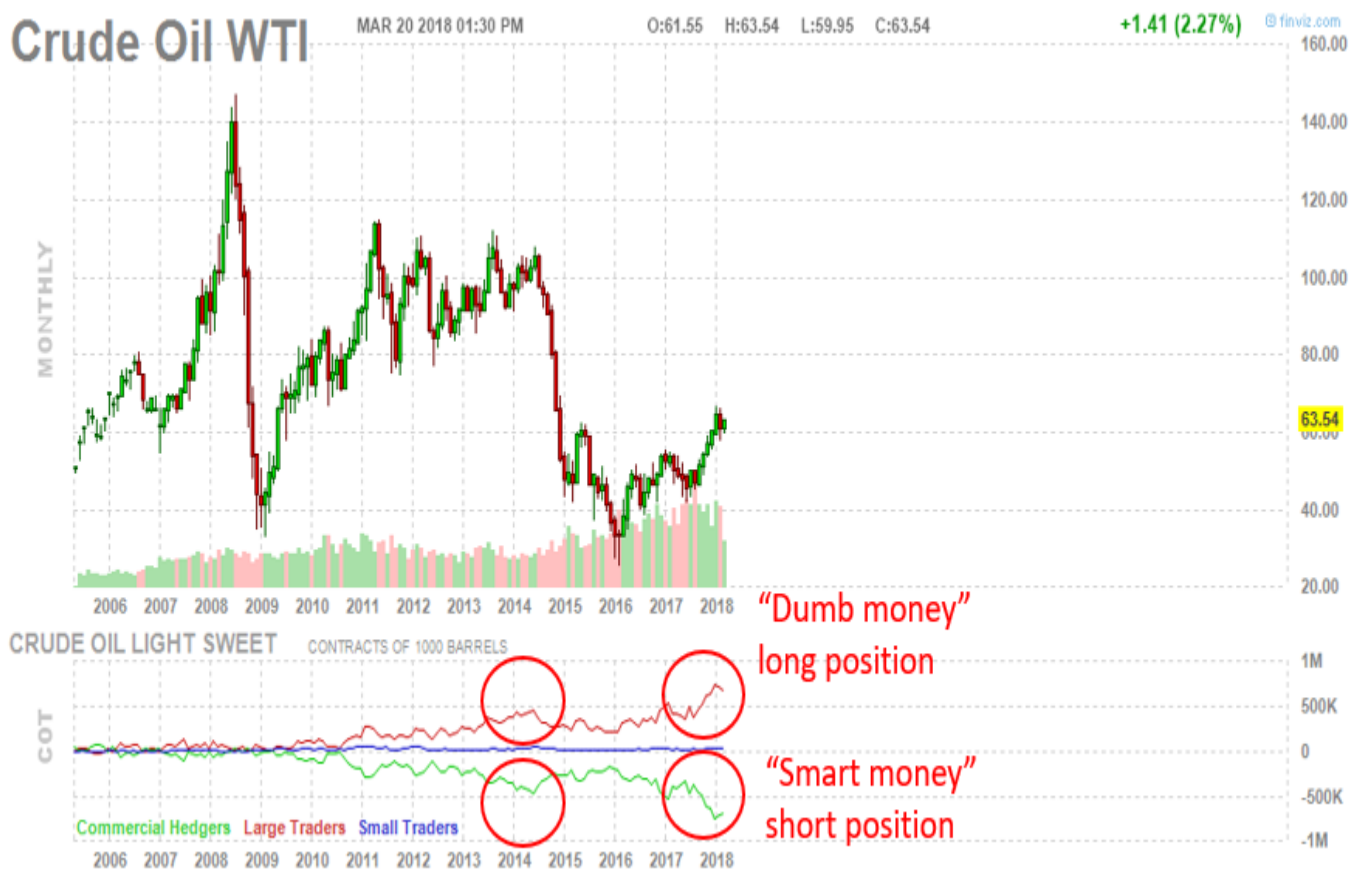 Crude Oil WTI
MAR 20 2018 01:30 PM O:61.55 H:63.54 L:59.95 C:63.54 +1.41 (2.27%) finviz.com
160.00
140.00
120.00
100.00
80.00
63.54
60.00
40.00
20.00
MONTHLY
2006 2007 2008 2009 2010 2011 2012 2013 2014 2015 2016 2017 2018
“Dumb money”
long position
CRUDE OIL LIGHT SWEET CONTRACTS OF 1000 BARRELS
1M
500K
0
-500K
-1M
COT
“Smart money”
short position
Commercial Hedgers Large Traders Small Traders
2006 2007 2008 2009 2010 2011 2012 2013 2014 2015 2016 2017 2018